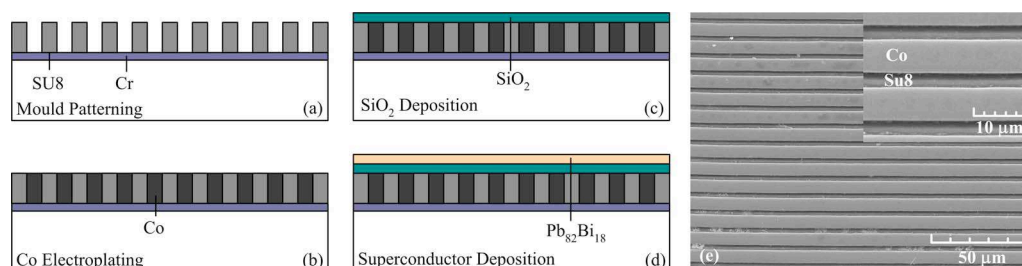 SU8
Cr
Mould Patterning
(a)
Co
Co Electroplating
(b)
SiO₂
SiO₂ Deposition
(c)
Pb₈₂Bi₁₈
Superconductor Deposition
(d)
Co
Su8
10 μm
(e)
50 μm